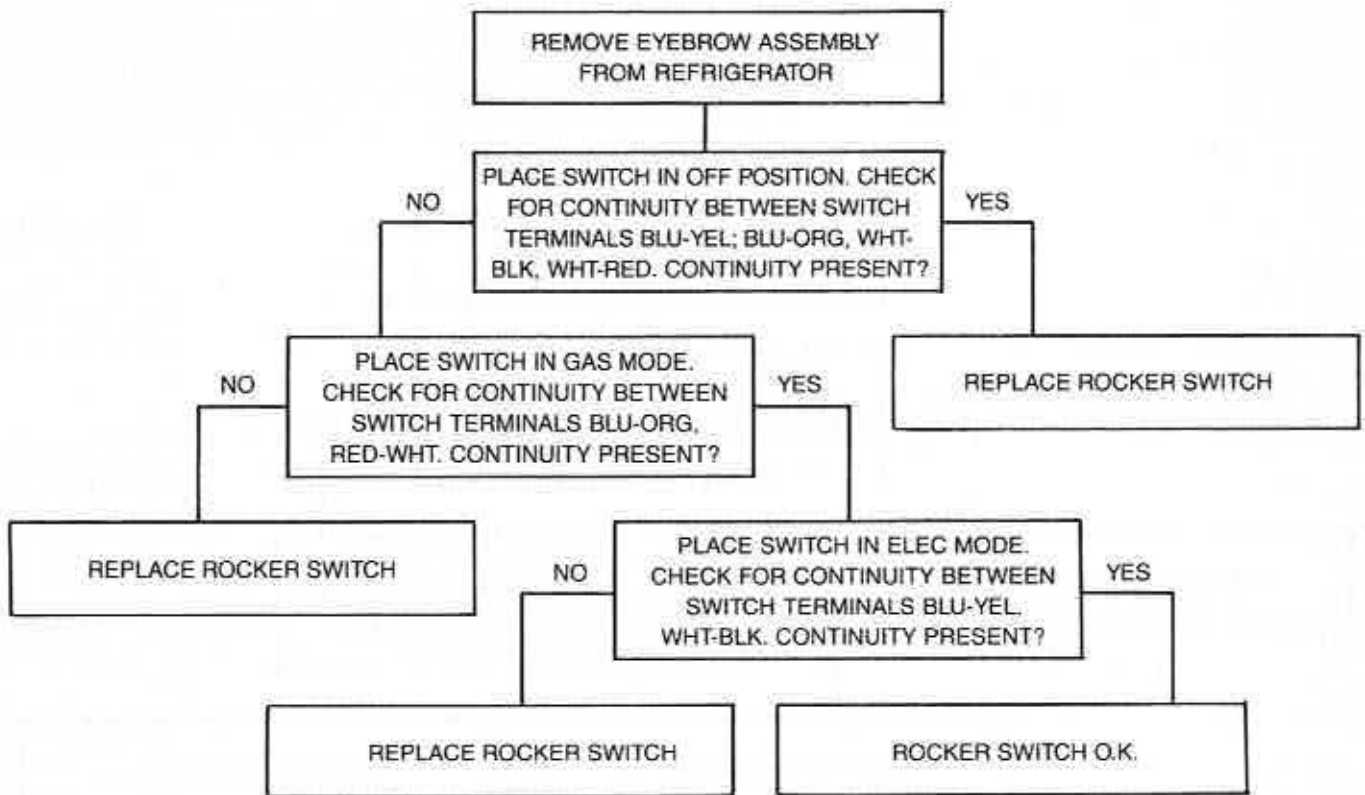 REMOVE EYEBROW ASSEMBLY
FROM REFRIGERATOR
PLACE SWITCH IN OFF POSITION. CHECK
FOR CONTINUITY BETWEEN SWITCH
TERMINALS BLU-YEL; BLU-ORG, WHT-
BLK, WHT-RED. CONTINUITY PRESENT?
NO
YES
PLACE SWITCH IN GAS MODE.
CHECK FOR CONTINUITY BETWEEN
SWITCH TERMINALS BLU-ORG,
RED-WHT. CONTINUITY PRESENT?
NO
YES
REPLACE ROCKER SWITCH
REPLACE ROCKER SWITCH
PLACE SWITCH IN ELEC MODE.
CHECK FOR CONTINUITY BETWEEN
SWITCH TERMINALS BLU-YEL,
WHT-BLK. CONTINUITY PRESENT?
NO
YES
REPLACE ROCKER SWITCH
ROCKER SWITCH O.K.